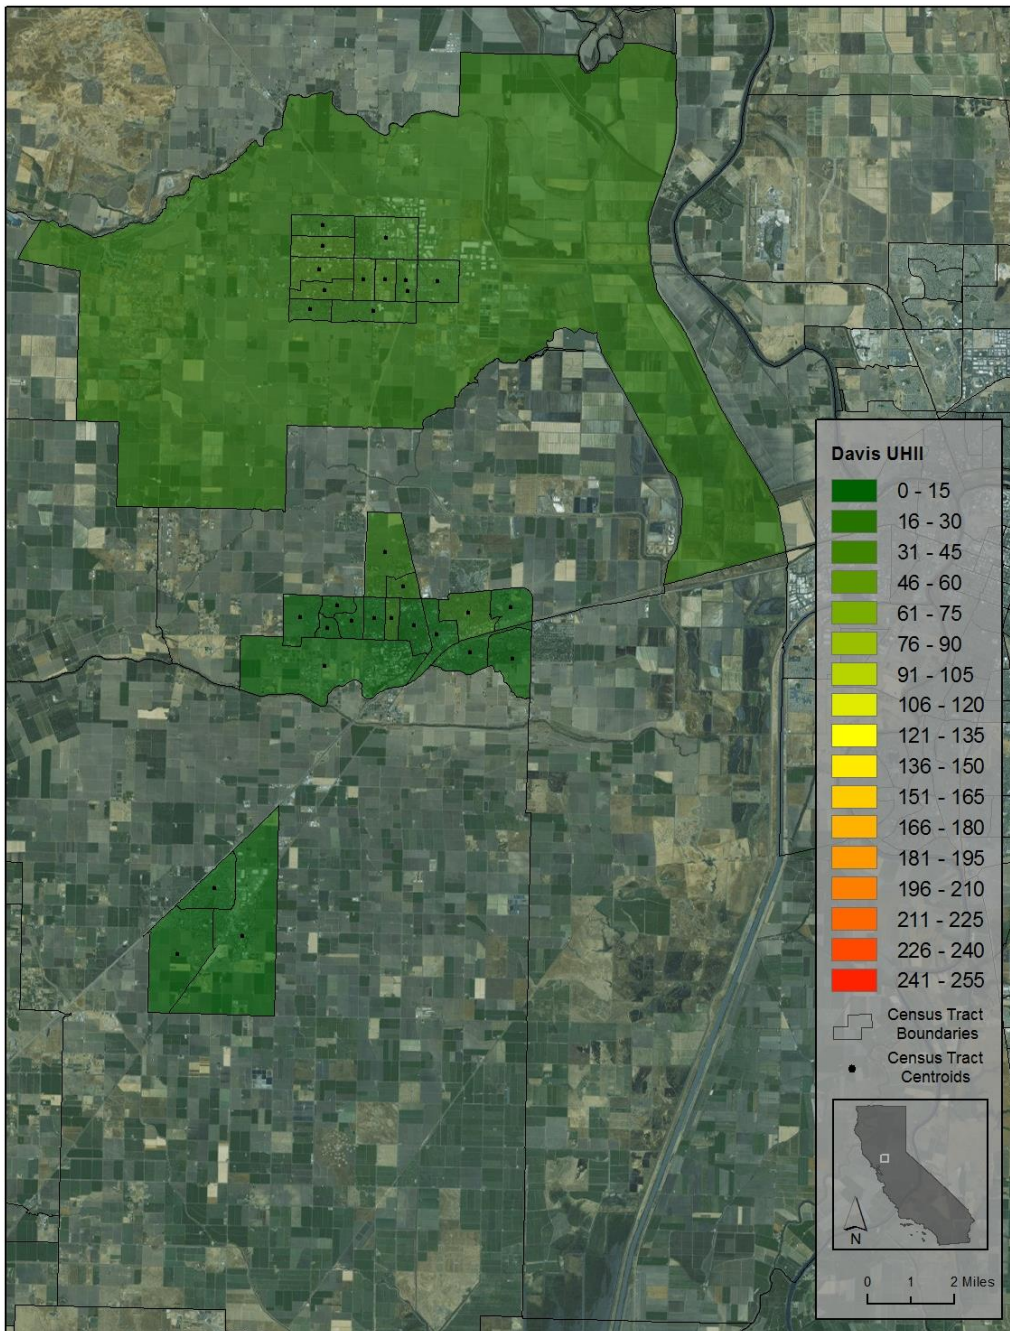 Davis UHII
0 - 15
16 - 30
31 - 45
46 - 60
61 - 75
76 - 90
91 - 105
106 - 120
121 - 135
136 - 150
151 - 165
166 - 180
181 - 195
196 - 210
211 - 225
226 - 240
241 - 255
Census Tract
Boundaries
Census Tract
Centroids
N
0 1 2 Miles